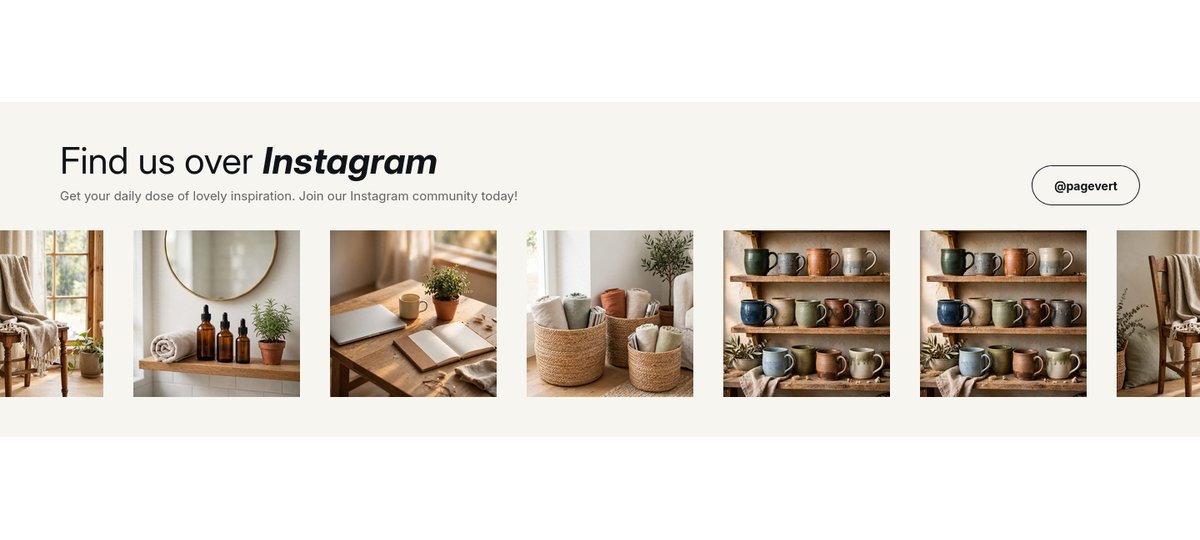 Find us over Instagram
Get your daily dose of lovely inspiration. Join our Instagram community today!
@pagevert